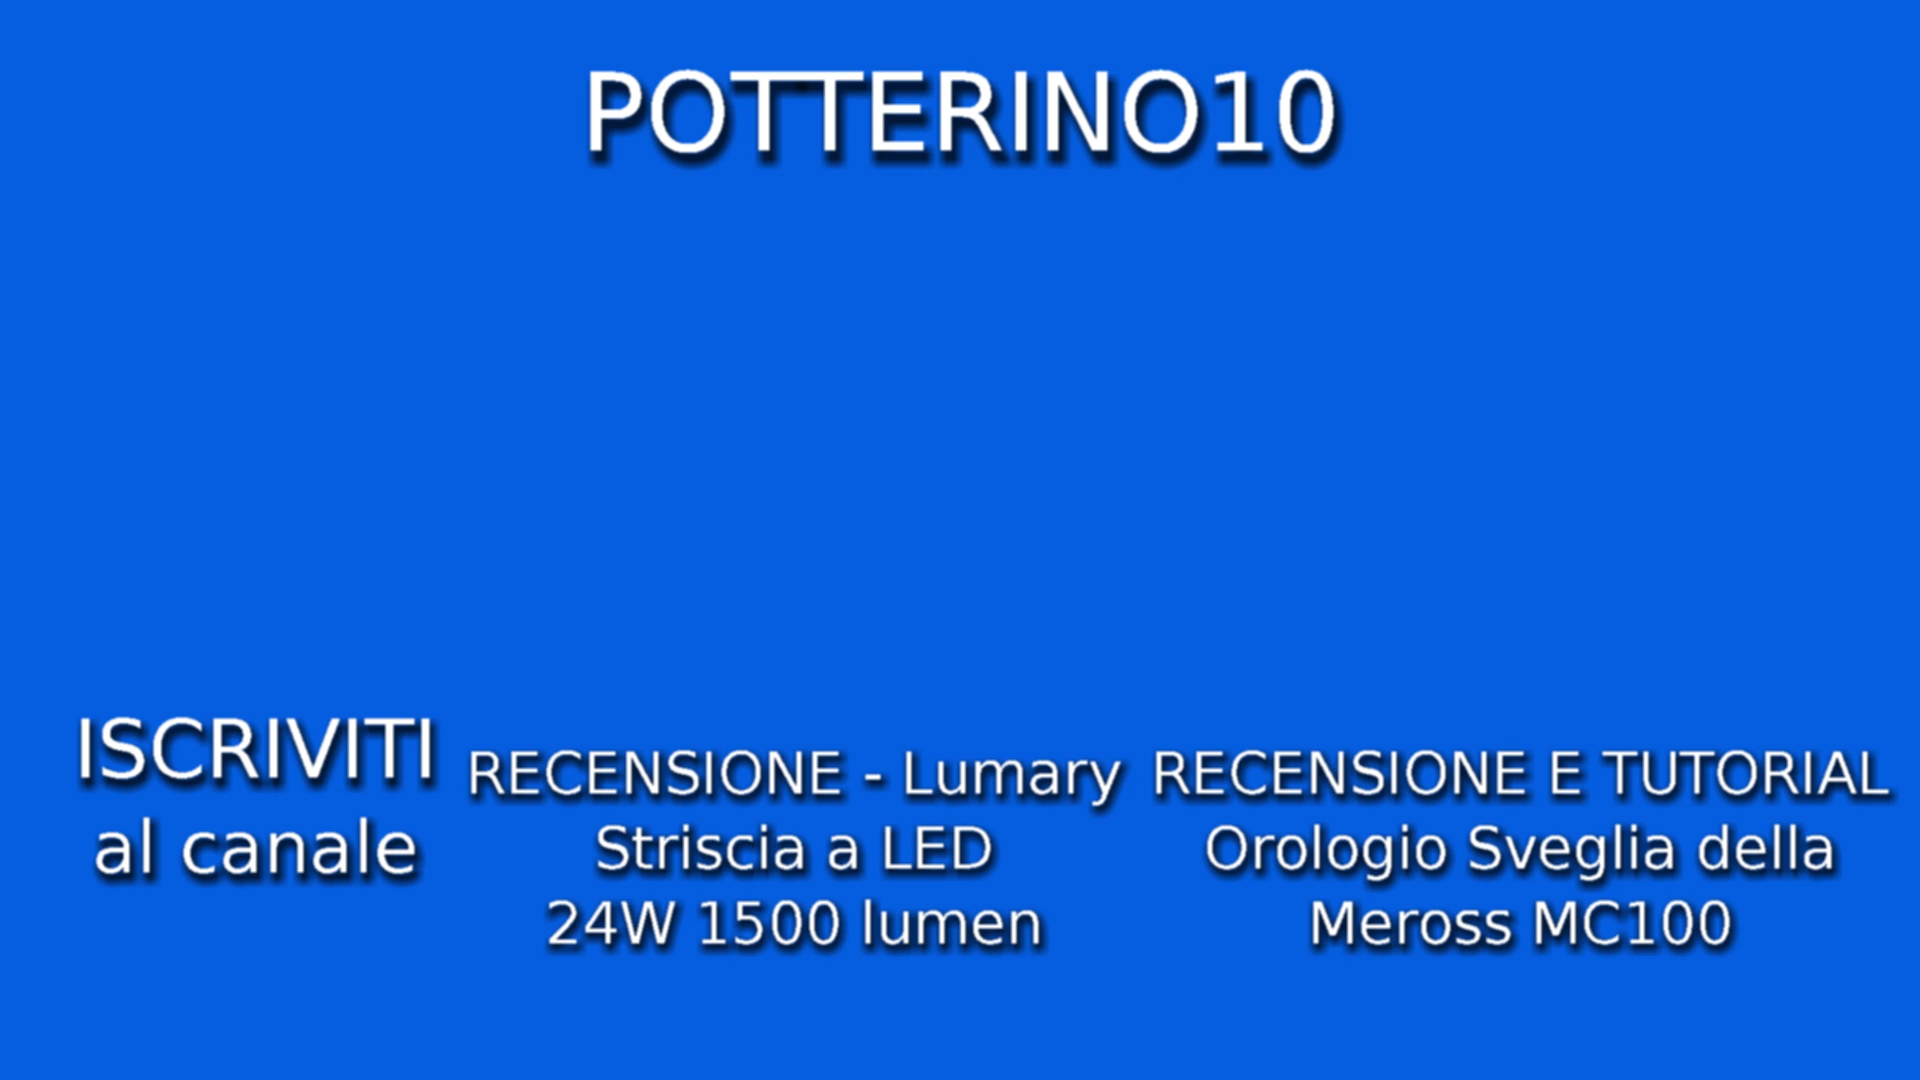 POTTERINO10
ISCRIVITI
al canale
RECENSIONE - Lumary
Striscia a LED
24W 1500 lumen
RECENSIONE E TUTORIAL
Orologio Sveglia della
Meross MC100